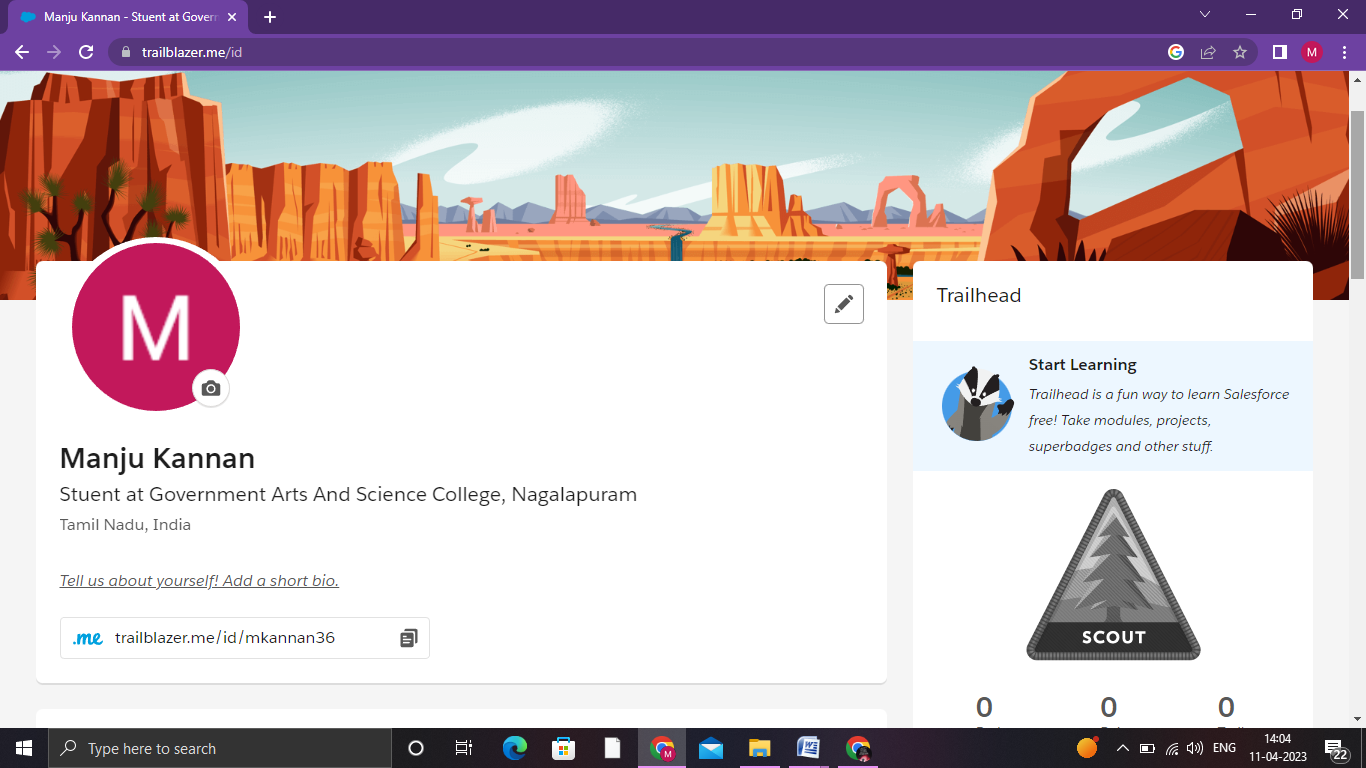 Manju Kannan - Stuent at Govern
trailblazer.me/id
M
M
Manju Kannan
Stuent at Government Arts And Science College, Nagalapuram
Tamil Nadu, India
Tell us about yourself! Add a short bio.
.me trailblazer.me/id/mkannan36
Trailhead
Start Learning
Trailhead is a fun way to learn Salesforce
free! Take modules, projects,
superbadges and other stuff.
SCOUT
0 0 0
Type here to search
M
W
ENG
14:04
11-04-2023
22